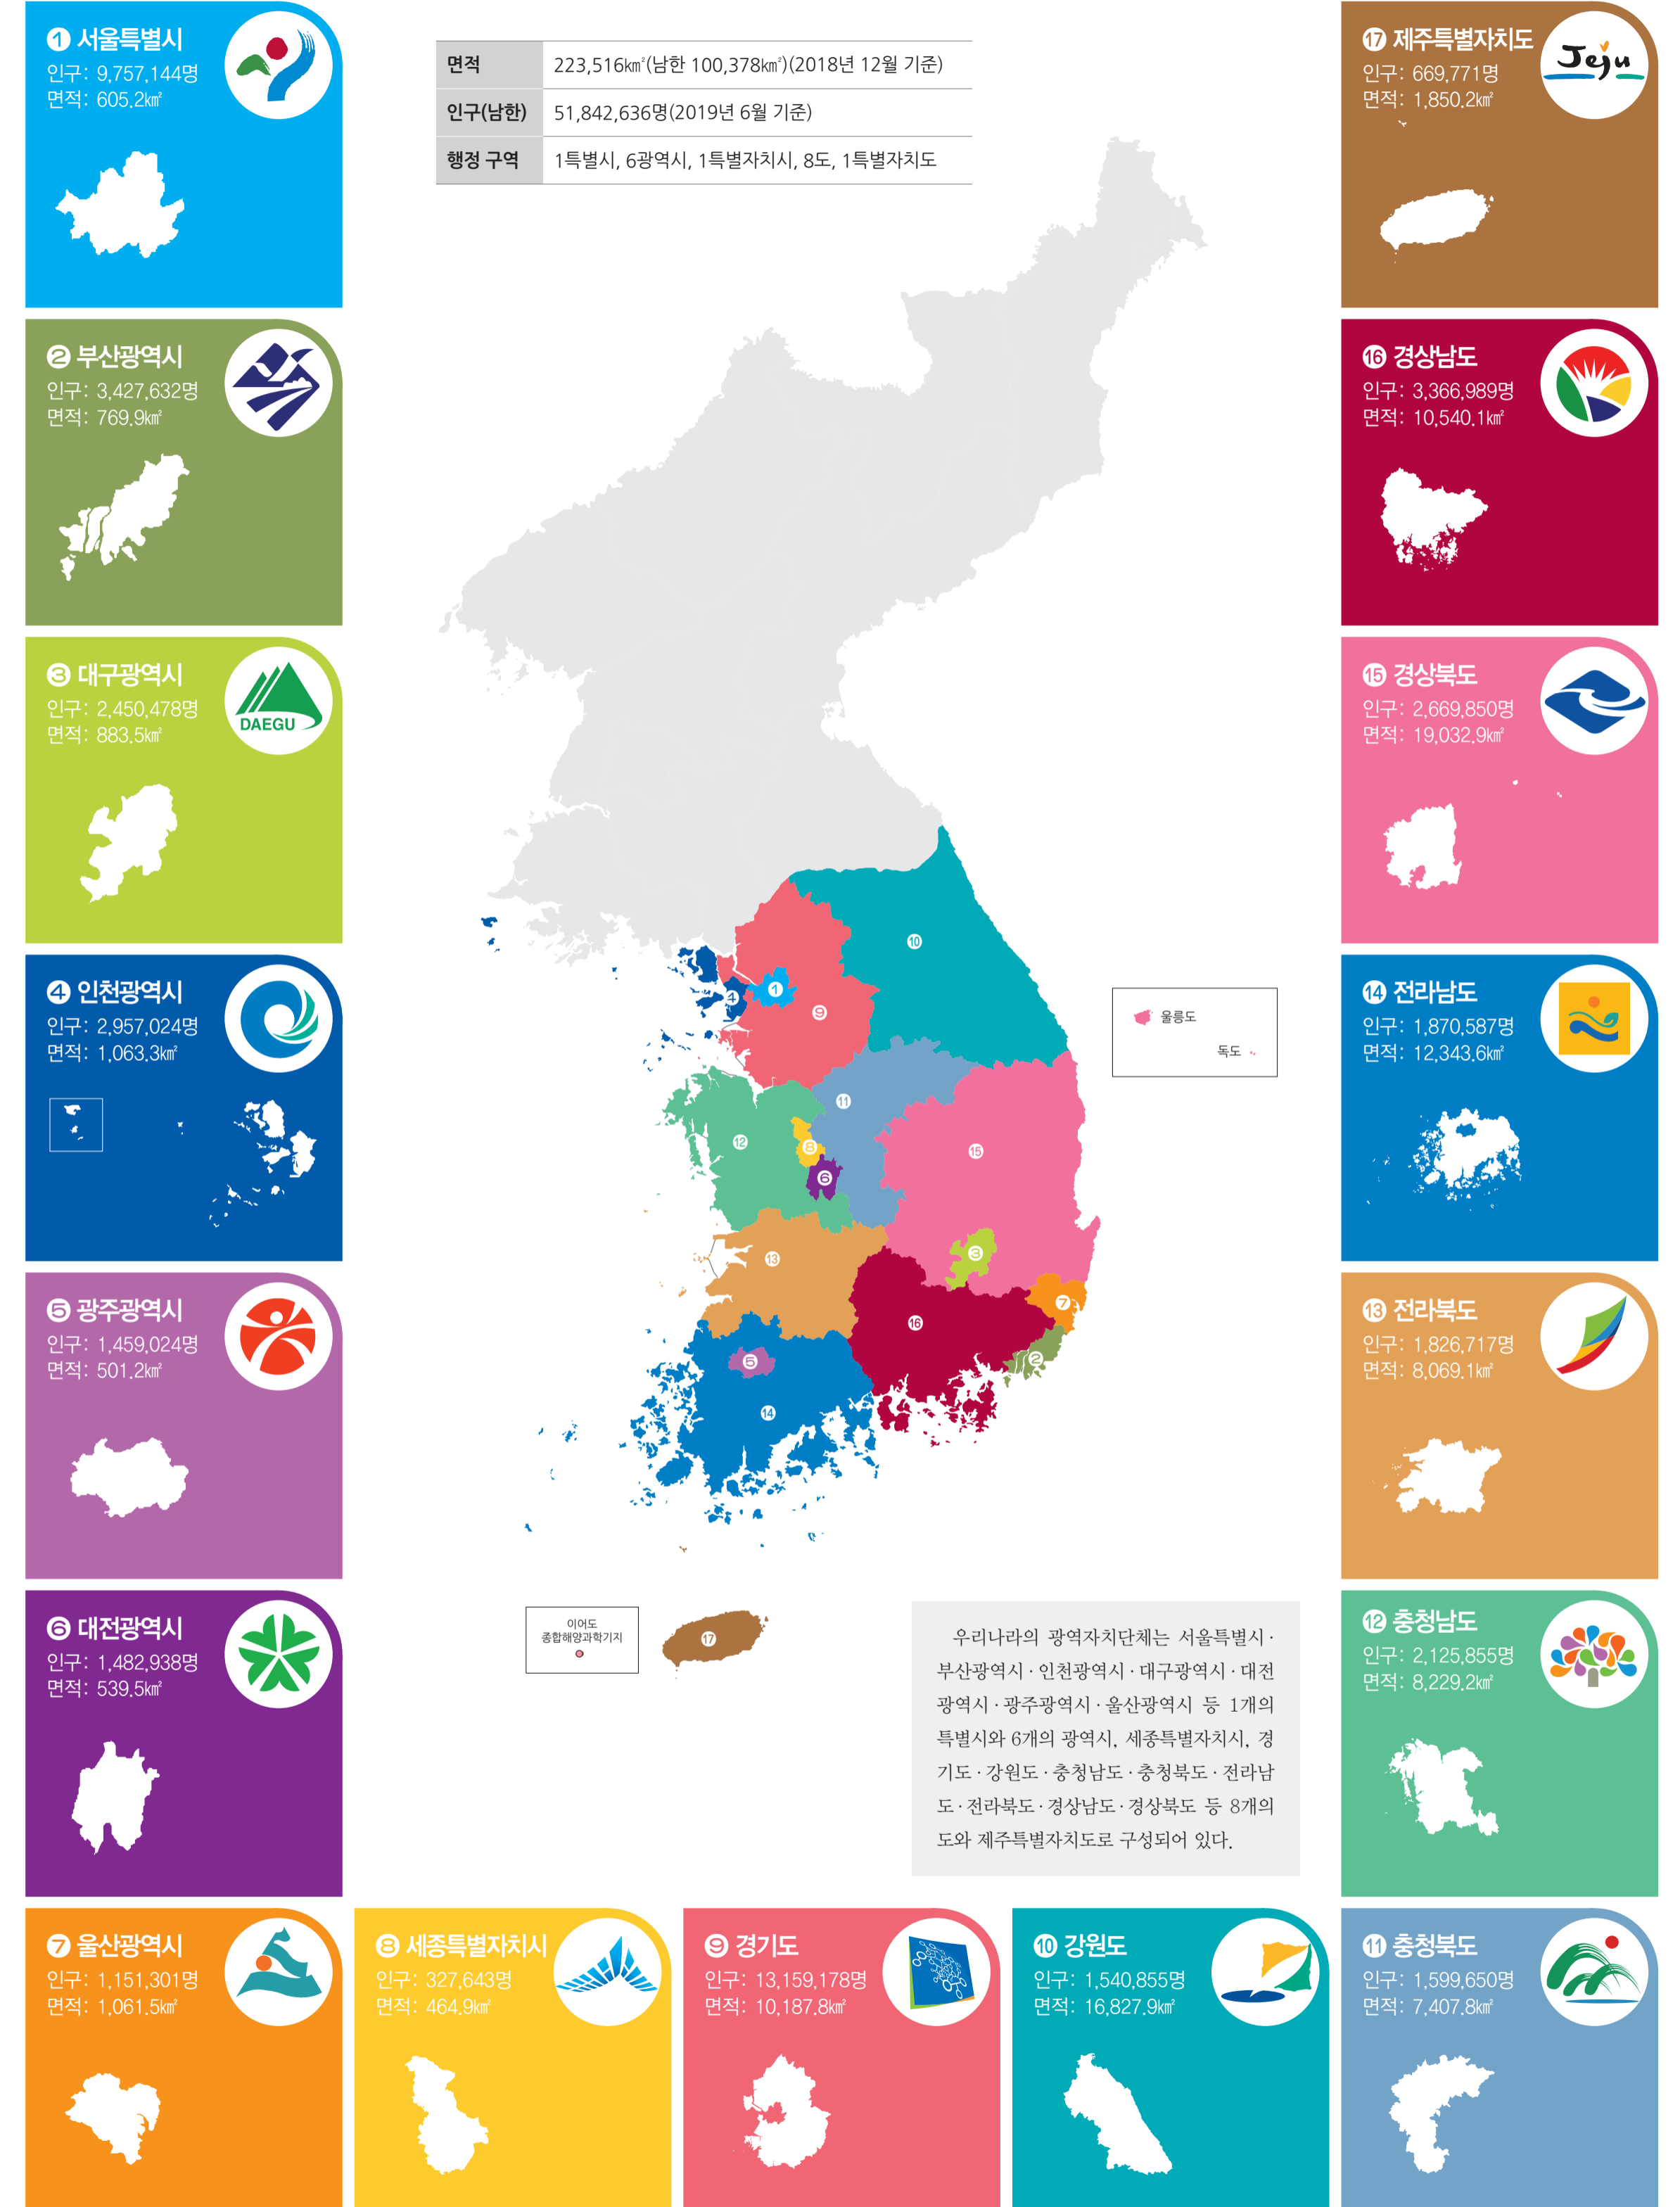 ❶ 서울특별시
인구: 9,757,144명
면적: 605.2㎢
❷ 부산광역시
인구: 3,427,632명
면적: 769.9㎢
❸ 대구광역시
인구: 2,450,478명
면적: 883.5㎢
DAEGU
❹ 인천광역시
인구: 2,957,024명
면적: 1,063.3㎢
❺ 광주광역시
인구: 1,459,024명
면적: 501.2㎢
❻ 대전광역시
인구: 1,482,938명
면적: 539.5㎢
❼ 울산광역시
인구: 1,151,301명
면적: 1,061.5㎢
❽ 세종특별자치시
인구: 327,643명
면적: 464.9㎢
❾ 경기도
인구: 13,159,178명
면적: 10,187.8㎢
❿ 강원도
인구: 1,540,855명
면적: 16,827.9㎢
⓫ 충청북도
인구: 1,599,650명
면적: 7,407.8㎢
⓬ 충청남도
인구: 2,125,855명
면적: 8,229.2㎢
⓭ 전라북도
인구: 1,826,717명
면적: 8,069.1㎢
⓮ 전라남도
인구: 1,870,587명
면적: 12,343.6㎢
⓯ 경상북도
인구: 2,669,850명
면적: 19,032.9㎢
⓰ 경상남도
인구: 3,366,989명
면적: 10,540.1㎢
⓱ 제주특별자치도
인구: 669,771명
면적: 1,850.2㎢
Jeju
면적 223,516㎢(남한 100,378㎢)(2018년 12월 기준)
인구(남한) 51,842,636명(2019년 6월 기준)
행정 구역 1특별시, 6광역시, 1특별자치시, 8도, 1특별자치도
10
1
4
9
11
12
8
15
6
3
13
7
16
2
5
14
17
울릉도
독도
이어도
종합해양과학기지
우리나라의 광역자치단체는 서울특별시·
부산광역시·인천광역시·대구광역시·대전
광역시·광주광역시·울산광역시 등 1개의
특별시와 6개의 광역시, 세종특별자치시, 경
기도·강원도·충청남도·충청북도·전라남
도·전라북도·경상남도·경상북도 등 8개의
도와 제주특별자치도로 구성되어 있다.